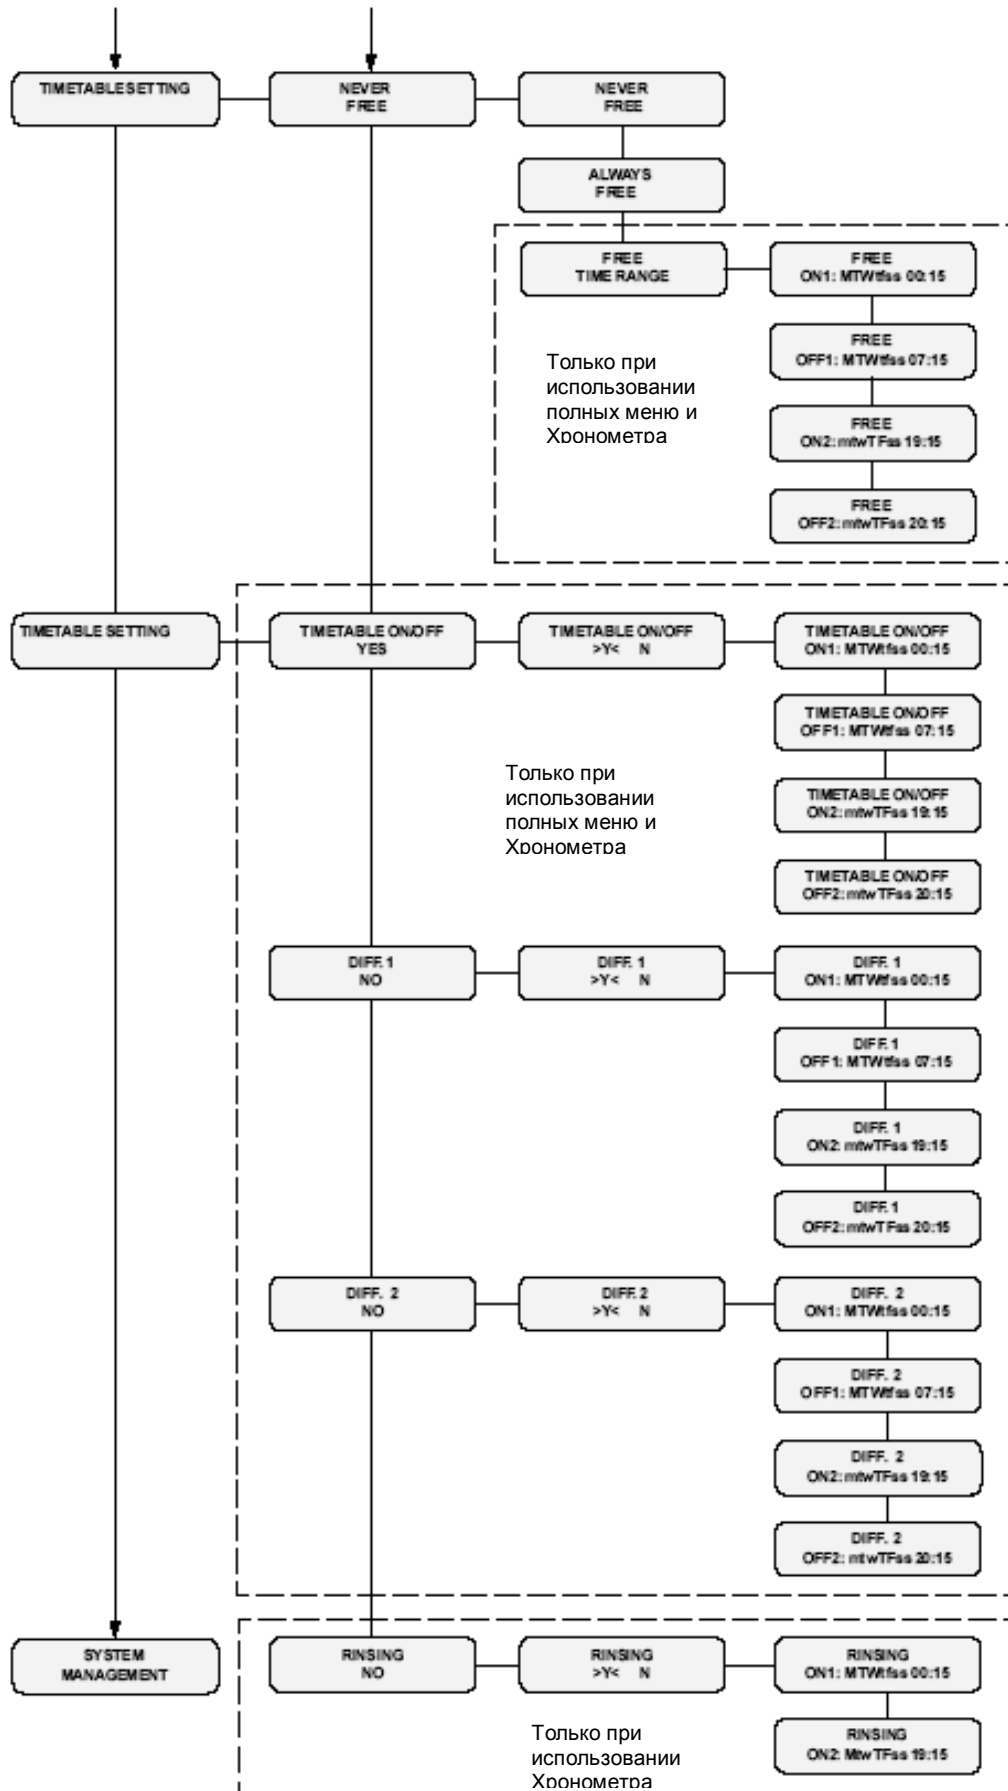 TIMETABLE SETTING
NEVER
FREE
NEVER
FREE
ALWAYS
FREE
FREE
TIME RANGE
FREE
ON1: MTWtfss 00:15
Только при
использовании
полных меню и
Хронометра
FREE
OFF1: MTWtfss 07:15
FREE
ON2: mtwTFss 19:15
FREE
OFF2: mtwTFss 20:15
TIMETABLE SETTING
TIMETABLE ON/OFF
YES
TIMETABLE ON/OFF
>Y< N
TIMETABLE ON/OFF
ON1: MTWtfss 00:15
TIMETABLE ON/OFF
OFF1: MTWtfss 07:15
Только при
использовании
полных меню и
Хронометра
TIMETABLE ON/OFF
ON2: mtwTFss 19:15
TIMETABLE ON/OFF
OFF2: mtwTFss 20:15
DIFF. 1
NO
DIFF. 1
>Y< N
DIFF. 1
ON1: MTWtfss 00:15
DIFF. 1
OFF1: MTWtfss 07:15
DIFF. 1
ON2: mtwTFss 19:15
DIFF. 1
OFF2: mtwTFss 20:15
DIFF. 2
NO
DIFF. 2
>Y< N
DIFF. 2
ON1: MTWtfss 00:15
DIFF. 2
OFF1: MTWtfss 07:15
DIFF. 2
ON2: mtwTFss 19:15
DIFF. 2
OFF2: mtwTFss 20:15
SYSTEM
MANAGEMENT
RINSING
NO
RINSING
>Y< N
RINSING
ON1: MTWtfss 00:15
Только при
использовании
Хронометра
RINSING
ON2: MtwTFss 19:15